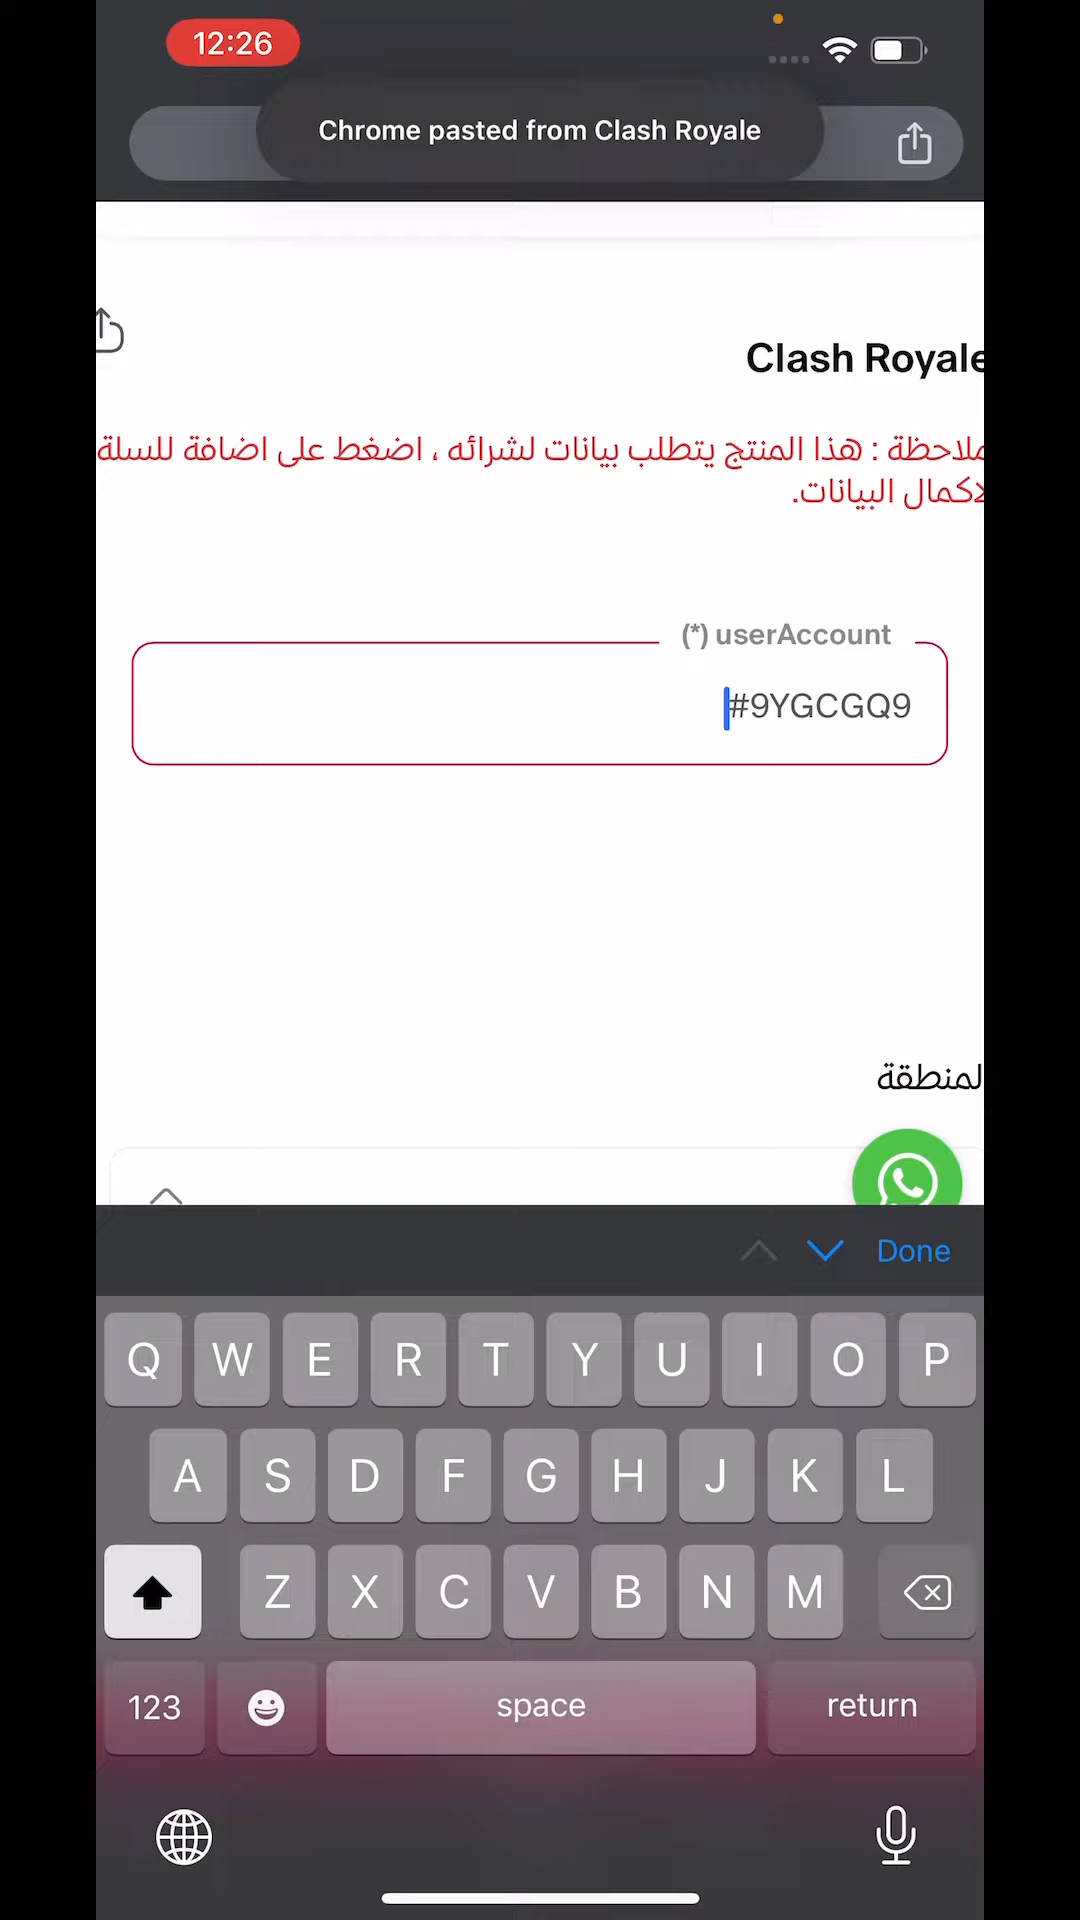 12:26
Chrome pasted from Clash Royale
Clash Royale
ملاحظة : هذا المنتج يتطلب بيانات لشرائه ، اضغط على اضافة للسلة
لاكمال البيانات.
(*) userAccount
#9YGCGQ9
لمنطقة
Done
Q W E R T Y U I O P
A S D F G H J K L
Z X C V B N M
123 space return